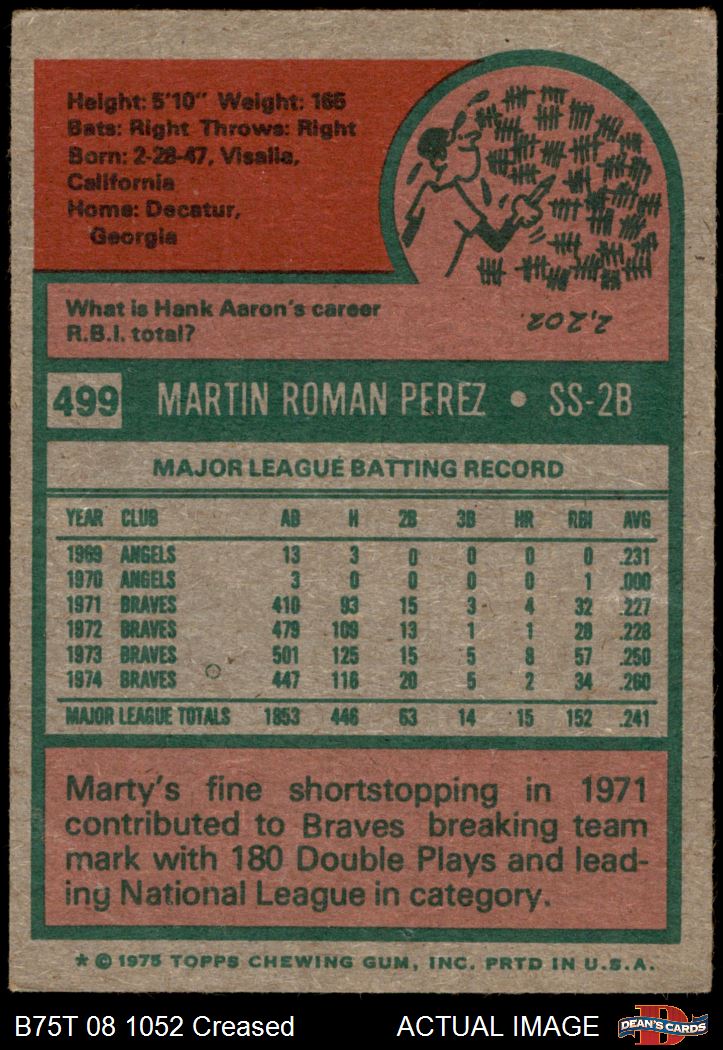 Height: 5'10" Weight: 165
Bats: Right Throws: Right
Born: 2-28-47, Visalia,
California
Home: Decatur,
Georgia
What is Hank Aaron's career
R.B.I. total?
2,202.
499 MARTIN ROMAN PEREZ • SS-2B
MAJOR LEAGUE BATTING RECORD
YEAR CLUB AB H 2B 3B HR RBI AVG
1969 ANGELS 13 3 0 0 0 0 .231
1970 ANGELS 3 0 0 0 0 1 .000
1971 BRAVES 410 93 15 3 4 32 .227
1972 BRAVES 479 109 13 1 1 28 .228
1973 BRAVES 501 125 15 5 8 57 .250
1974 BRAVES 447 116 20 5 2 34 .260
MAJOR LEAGUE TOTALS 1853 446 63 14 15 152 .241
Marty's fine shortstopping in 1971
contributed to Braves breaking team
mark with 180 Double Plays and lead-
ing National League in category.
* © 1975 TOPPS CHEWING GUM, INC. PRTD IN U.S.A.
B75T 08 1052 Creased ACTUAL IMAGE
D
DEAN'S CARDS